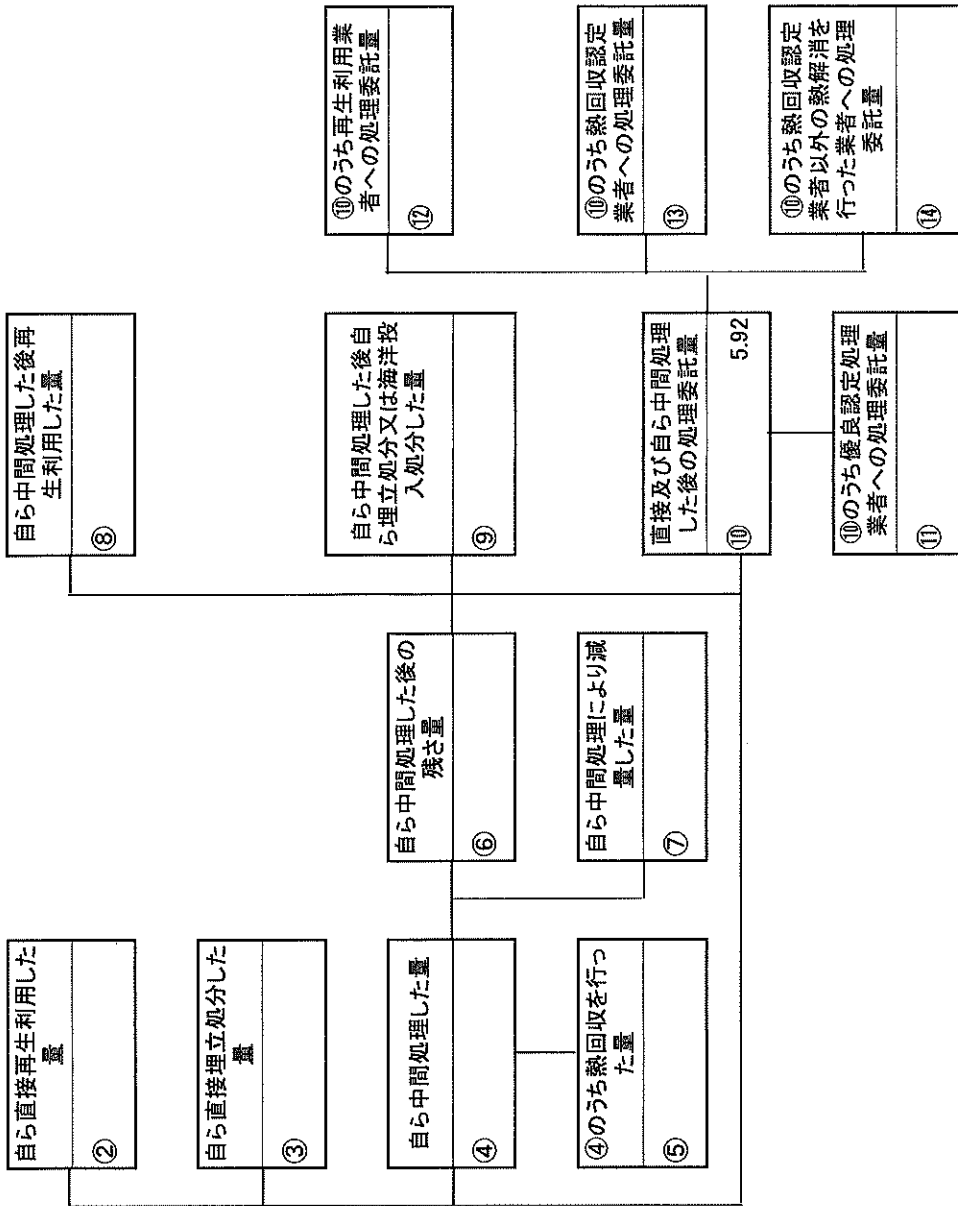 自ら直接再生利用した
量
②
自ら直接埋立処分した
量
③
自ら中間処理した量
④
④のうち熱回収を行っ
た量
⑤
自ら中間処理した後の
残さ量
⑥
自ら中間処理により減
量した量
⑦
自ら中間処理した後再
生利用した量
⑧
自ら中間処理した後自
ら埋立処分又は海洋投
入処分した量
⑨
直接及び自ら中間処理
した後の処理委託量
⑩ 5.92
⑩のうち優良認定処理
業者への処理委託量
⑪
⑩のうち再生利用業
者への処理委託量
⑫
⑩のうち熱回収認定
業者への処理委託量
⑬
⑩のうち熱回収認定
業者以外の熱解消を
行った業者への処理
委託量
⑭